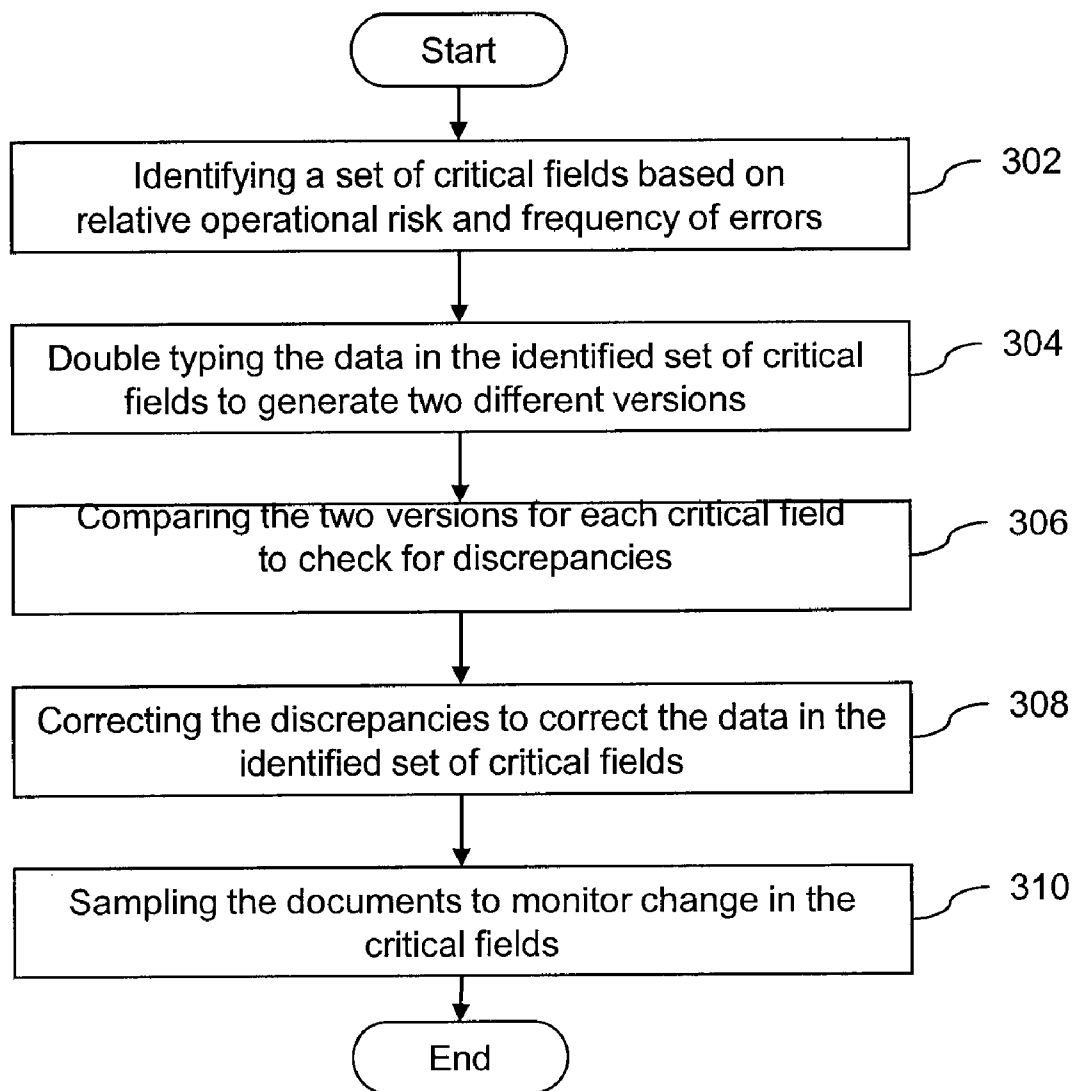 Start
Identifying a set of critical fields based on
relative operational risk and frequency of errors
302
Double typing the data in the identified set of critical
fields to generate two different versions
304
Comparing the two versions for each critical field
to check for discrepancies
306
Correcting the discrepancies to correct the data in the
identified set of critical fields
308
Sampling the documents to monitor change in the
critical fields
310
End